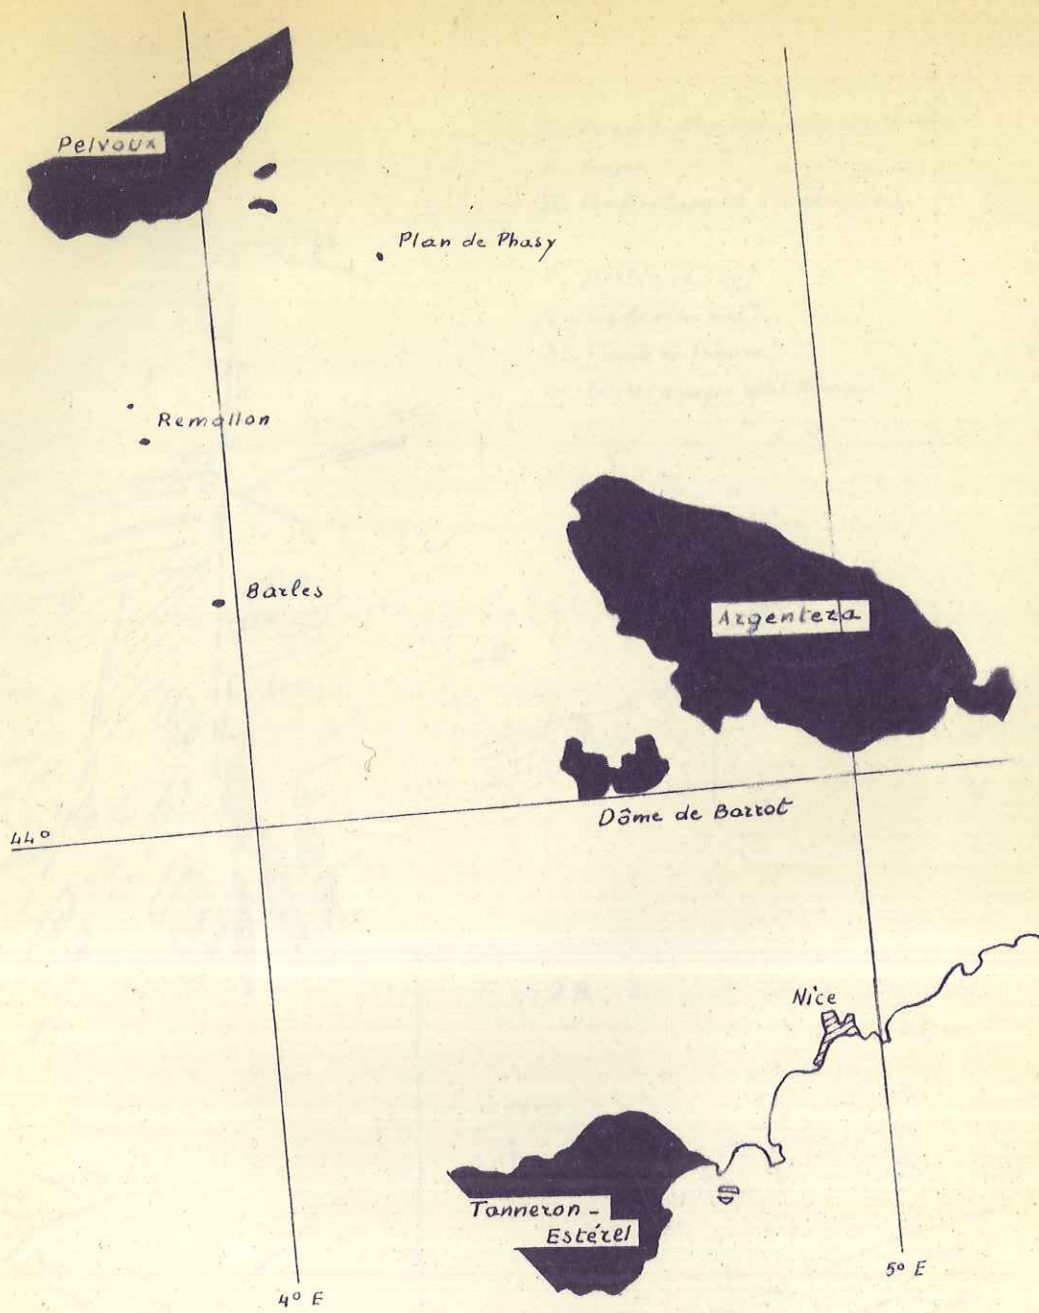 Pelvoux
Plan de Phasy
Remollon
Barles
Argentera
44°
Dôme de Barrot
Nice
Tanneron -
Estérel
5° E
4° E